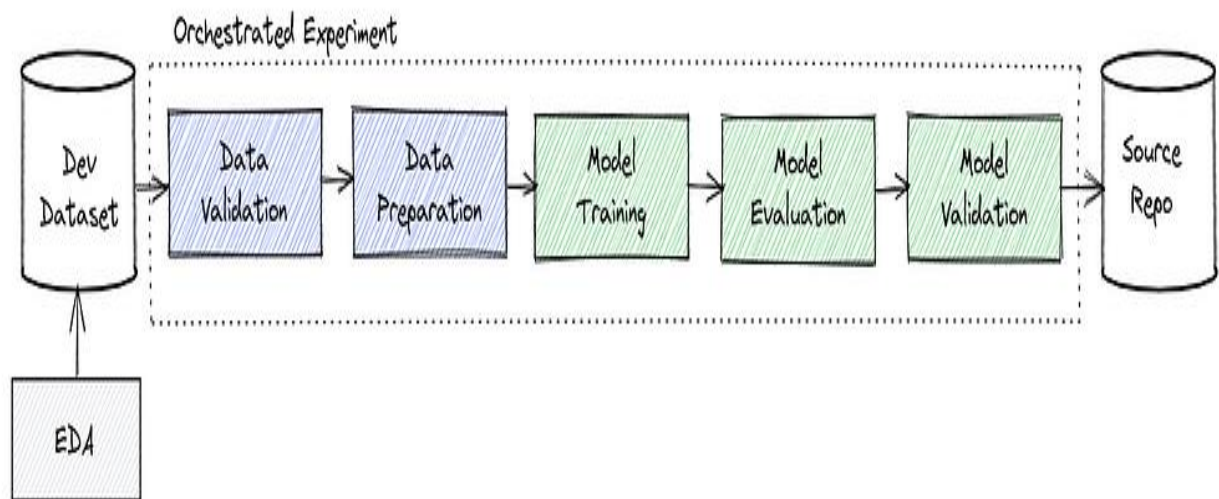 Orchestrated Experiment
Dev
Dataset
Data
Validation
Data
Preparation
Model
Training
Model
Evaluation
Model
Validation
Source
Repo
EDA